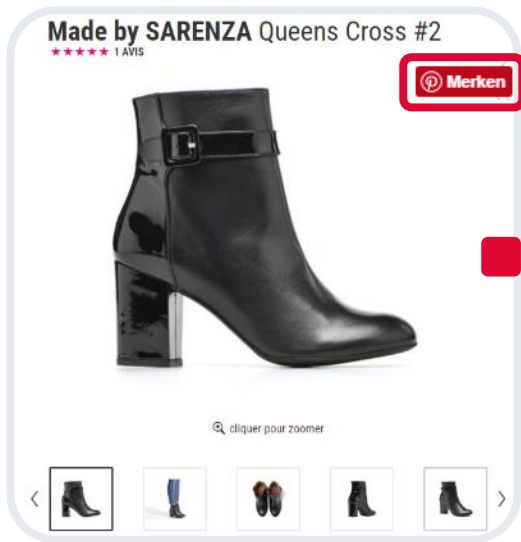 Made by SARENZA Queens Cross #2
★★★★★ 1 AVIS
Merken
cliquer pour zoomer